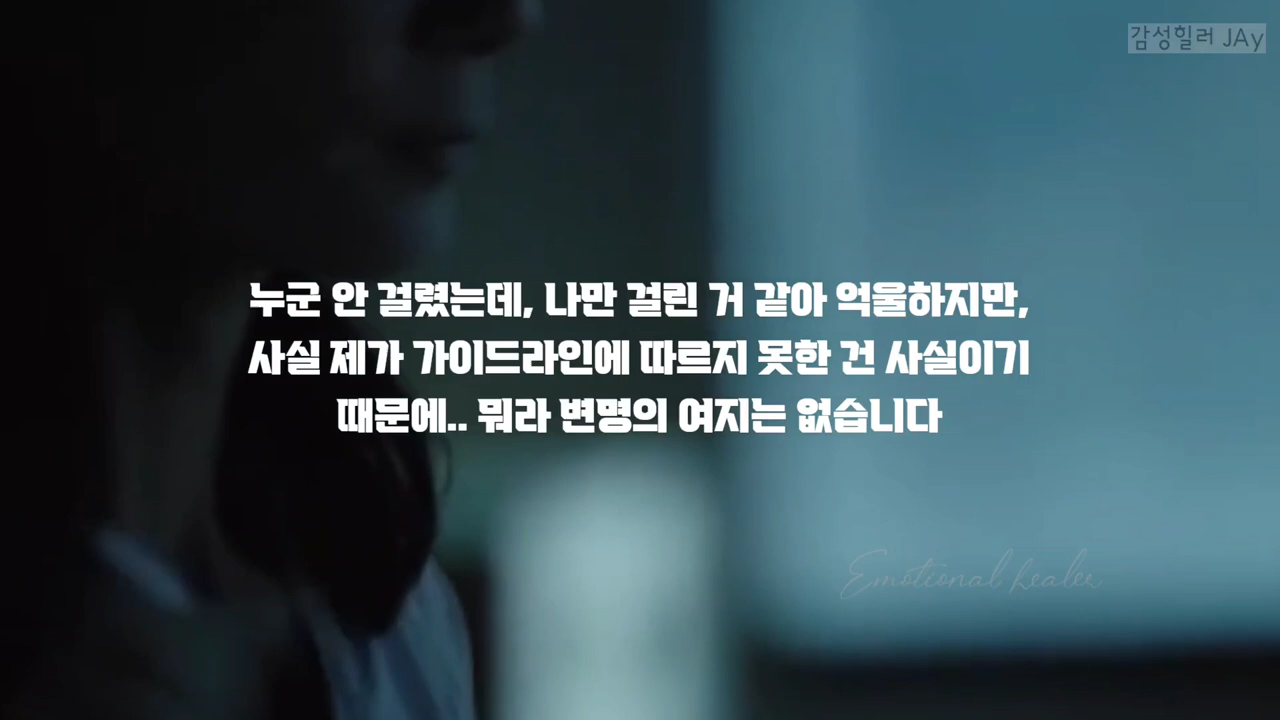 감성힐러 JAy
누군 안 걸렸는데, 나만 걸린 거 같아 억울하지만,
사실 제가 가이드라인에 따르지 못한 건 사실이기
때문에.. 뭐라 변명의 여지는 없습니다
Emotional healer